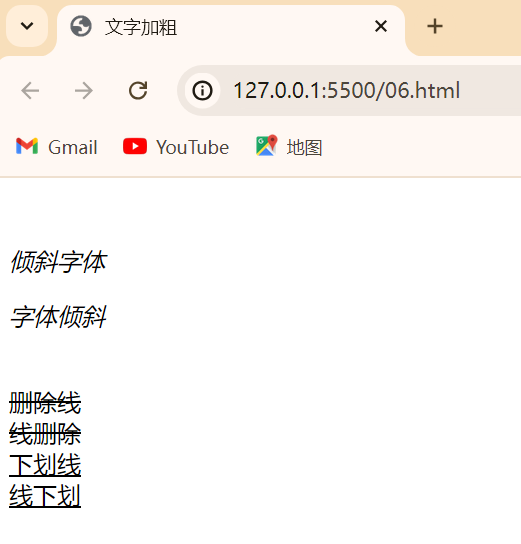 文字加粗
127.0.0.1:5500/06.html
Gmail YouTube 地图
倾斜字体
字体倾斜
删除线
线删除
下划线
线下划